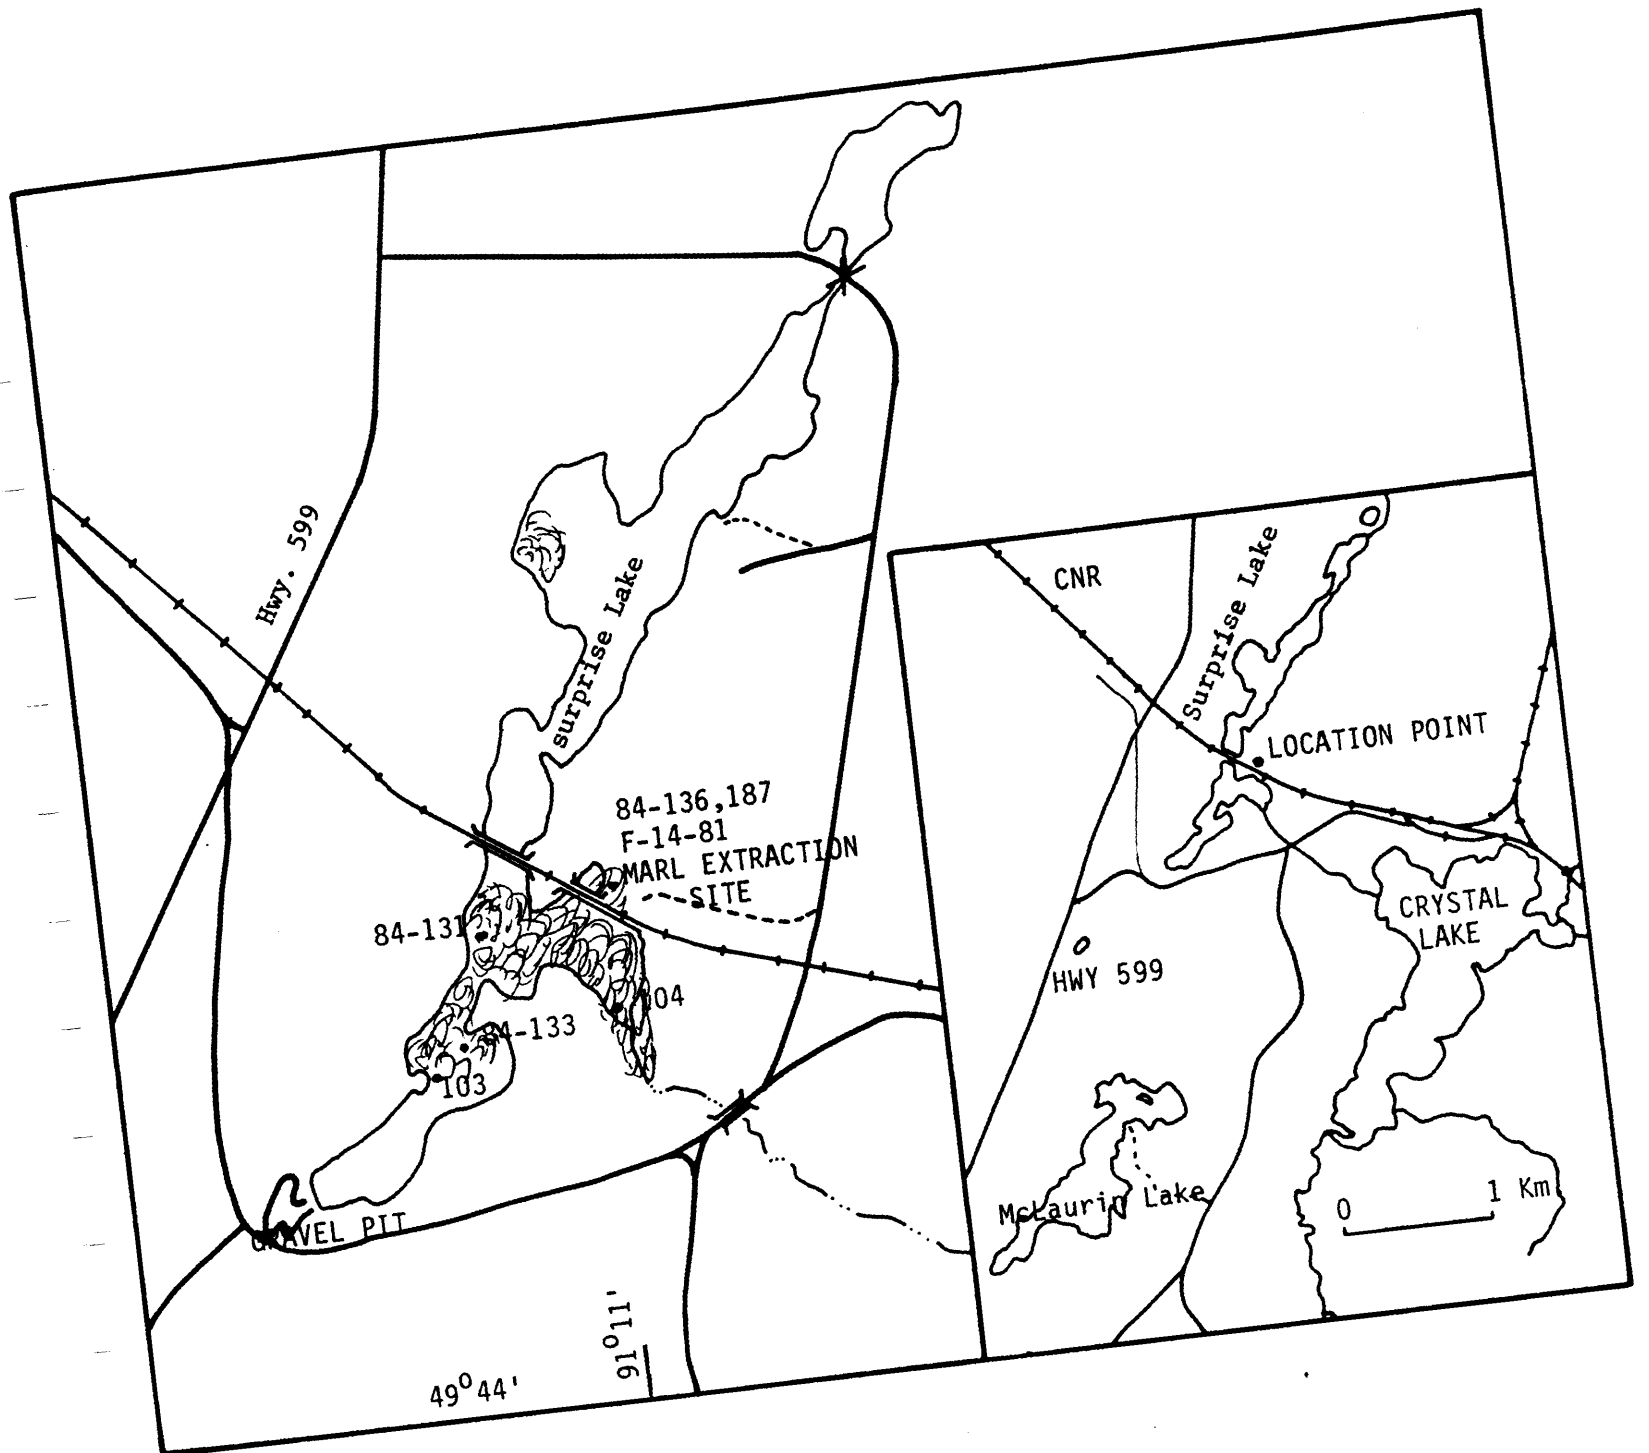 Hwy. 599
surprise Lake
84-136,187
F-14-81
MARL EXTRACTION
SITE
84-131
104
84-133
103
GRAVEL PIT
49°44'
91°11'
CNR
Surprise Lake
LOCATION POINT
CRYSTAL
LAKE
HWY 599
McLaurin Lake
0 1 Km